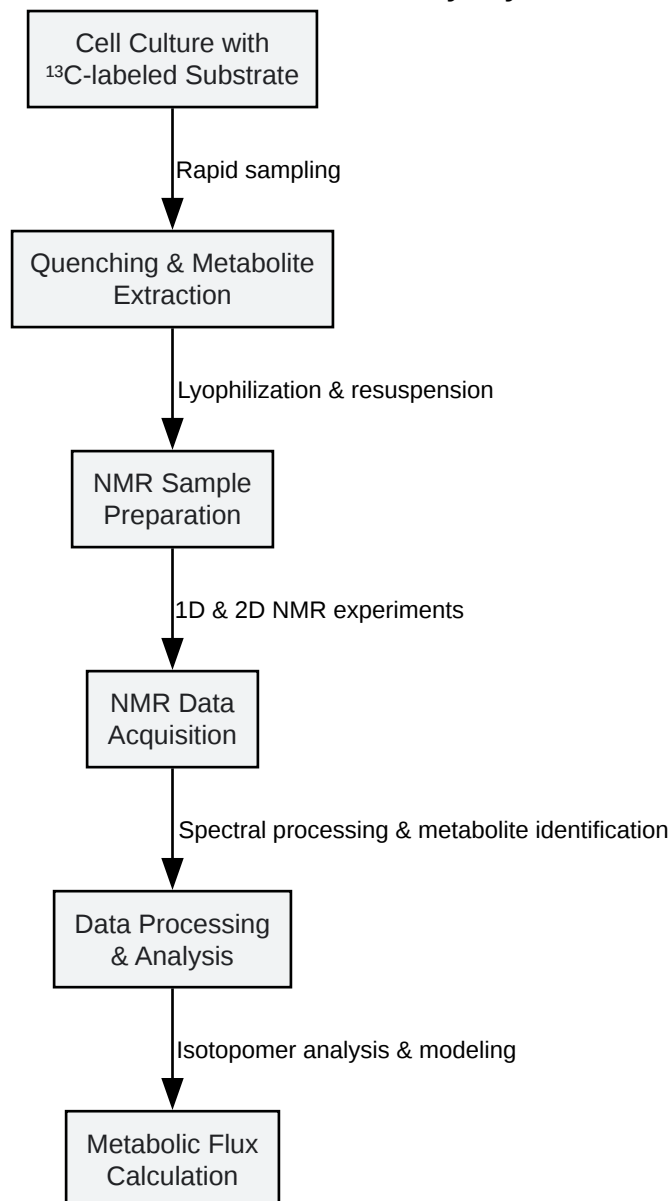 Cell Culture with
¹³C-labeled Substrate
Rapid sampling
Quenching & Metabolite
Extraction
Lyophilization & resuspension
NMR Sample
Preparation
1D & 2D NMR experiments
NMR Data
Acquisition
Spectral processing & metabolite identification
Data Processing
& Analysis
Isotopomer analysis & modeling
Metabolic Flux
Calculation